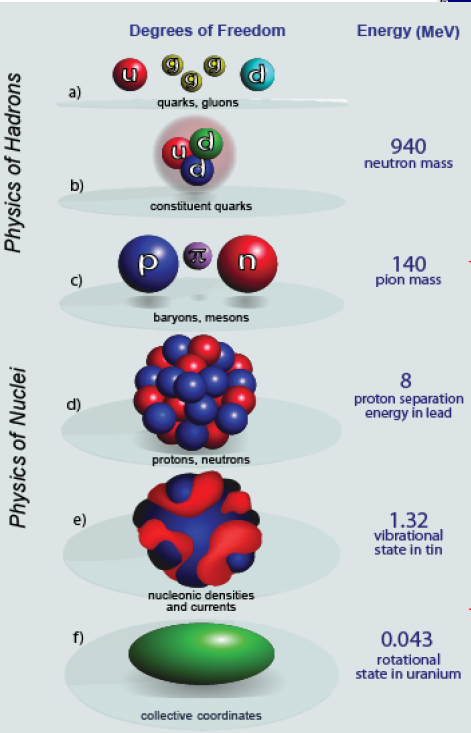 Degrees of Freedom
Energy (MeV)
Physics of Hadrons
a)
u
g
g
g
d
quarks, gluons
b)
u
d
d
constituent quarks
940
neutron mass
c)
p
π
n
baryons, mesons
140
pion mass
Physics of Nuclei
d)
protons, neutrons
8
proton separation
energy in lead
e)
nucleonic densities
and currents
1.32
vibrational
state in tin
f)
collective coordinates
0.043
rotational
state in uranium